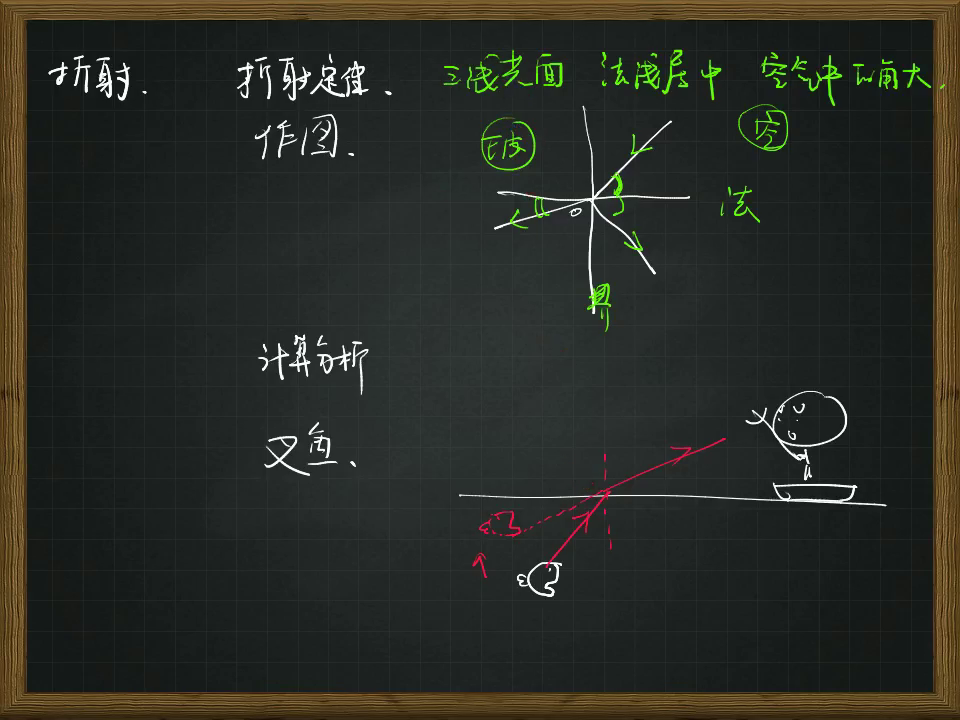 折射. 折射定律、 三线共面 法线居中 空气中 角大.
作图.
玻 空
法
O
界
计算分析
叉鱼、